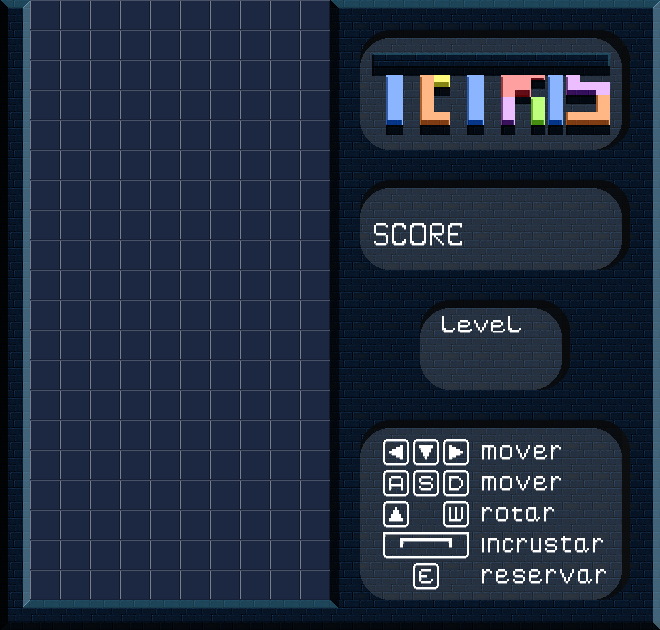 TETRIS
SCORE
Level
mover
A S D mover
W rotar
incrustar
E reservar